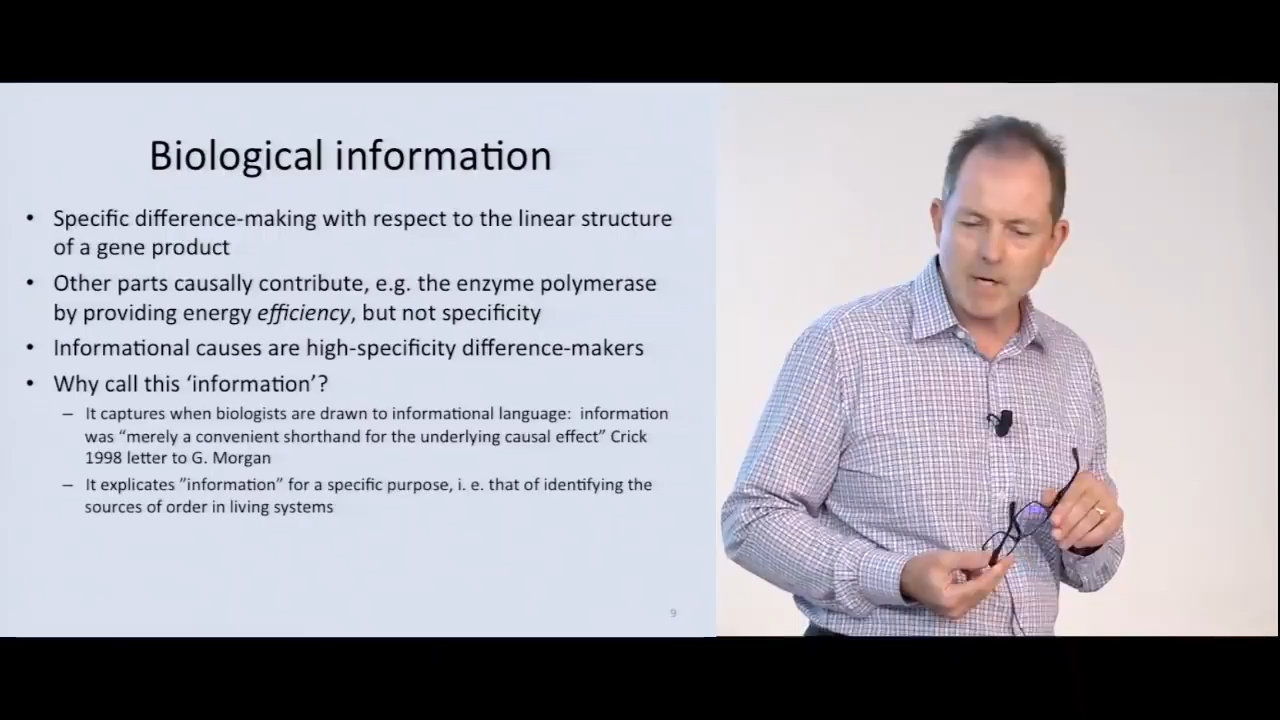 Biological information
• Specific difference-making with respect to the linear structure
of a gene product
• Other parts causally contribute, e.g. the enzyme polymerase
by providing energy efficiency, but not specificity
• Informational causes are high-specificity difference-makers
• Why call this ‘information’?
– It captures when biologists are drawn to informational language:  information
was “merely a convenient shorthand for the underlying causal effect” Crick
1998 letter to G. Morgan
– It explicates ”information” for a specific purpose, i. e. that of identifying the
sources of order in living systems
9